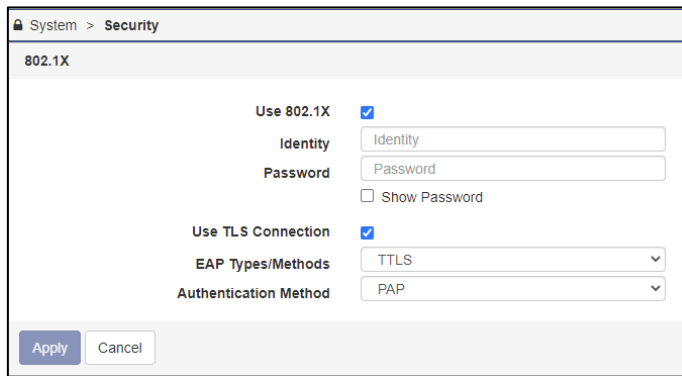 System > Security
802.1X
Use 802.1X
Identity Identity
Password Password
Show Password
Use TLS Connection
EAP Types/Methods TTLS
Authentication Method PAP
Apply Cancel